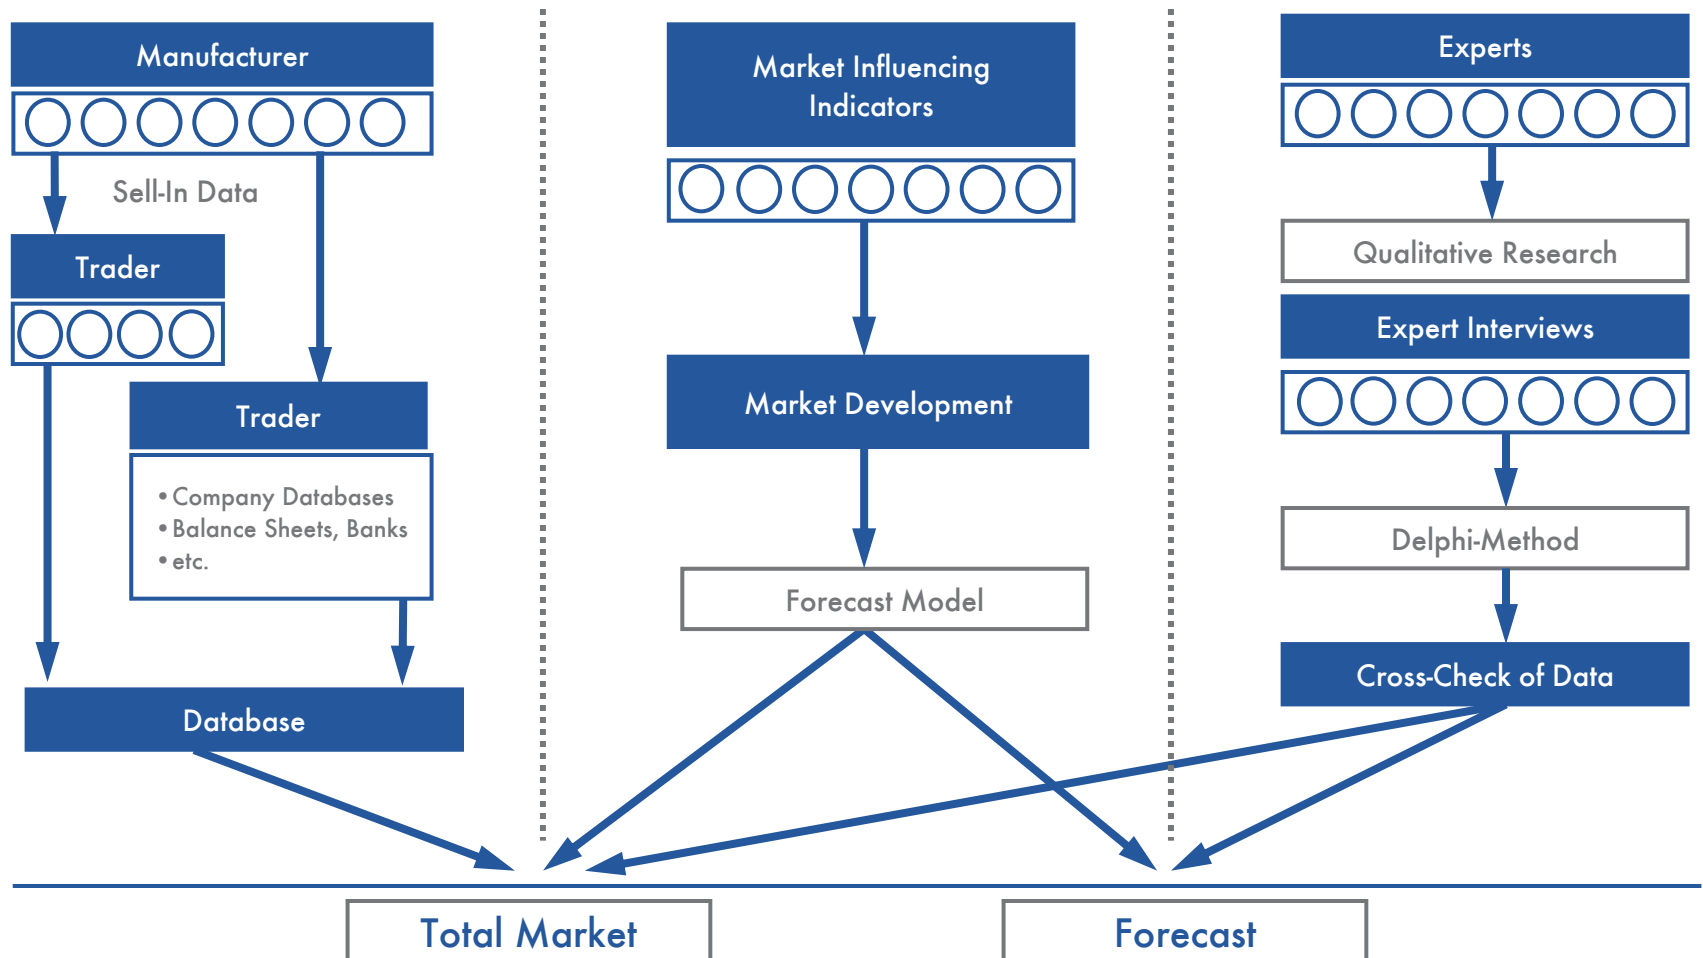 Manufacturer
Sell-In Data
Trader
Trader
• Company Databases
• Balance Sheets, Banks
• etc.
Database
Market Influencing
Indicators
Market Development
Forecast Model
Experts
Qualitative Research
Expert Interviews
Delphi-Method
Cross-Check of Data
Total Market
Forecast